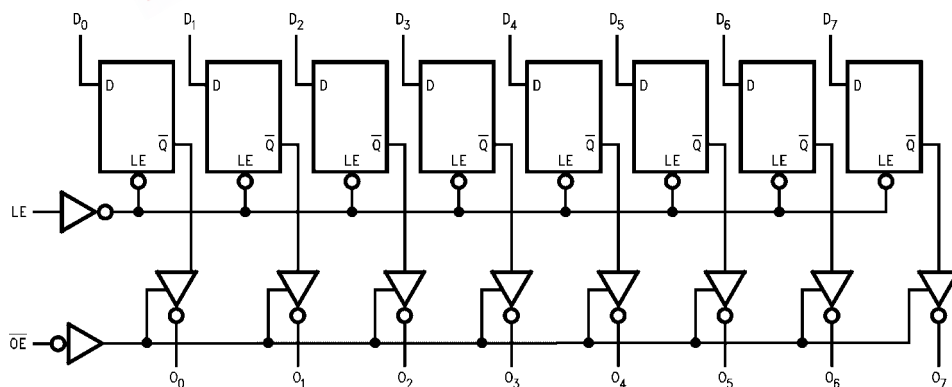 D₀ D₁ D₂ D₃ D₄ D₅ D₆ D₇
D D D D D D D D
Q̅ Q̅ Q̅ Q̅ Q̅ Q̅ Q̅ Q̅
LE LE LE LE LE LE LE LE
LE
O̅E̅
O₀ O₁ O₂ O₃ O₄ O₅ O₆ O₇